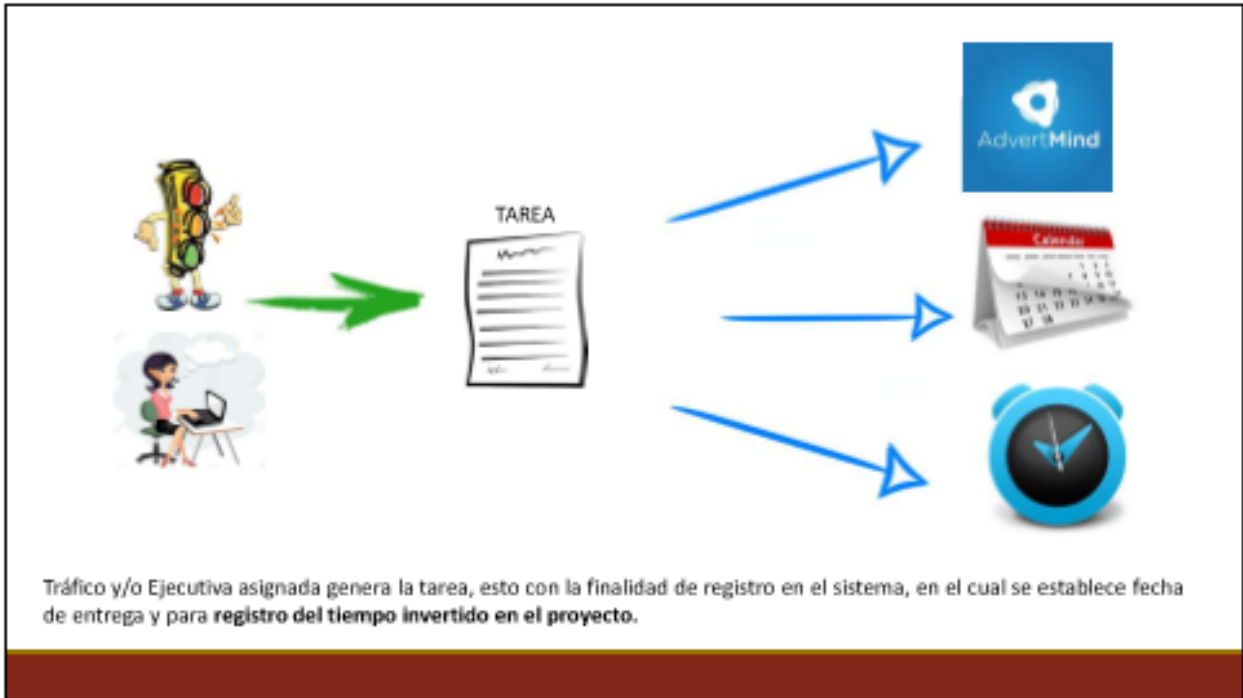 AdvertMind
TAREA
Calendar
Tráfico y/o Ejecutiva asignada genera la tarea, esto con la finalidad de registro en el sistema, en el cual se establece fecha
de entrega y para registro del tiempo invertido en el proyecto.